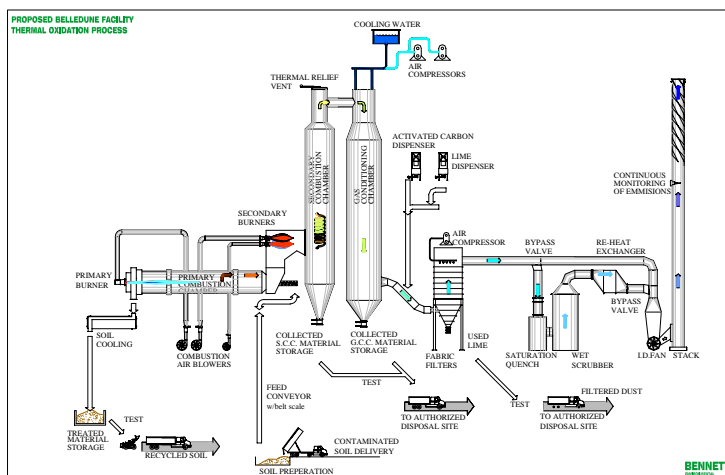 PROPOSED BELLEDUNE FACILITY
THERMAL OXIDATION PROCESS
COOLING WATER
AIR
COMPRESSORS
THERMAL RELIEF
VENT
ACTIVATED CARBON
DISPENSER
LIME
DISPENSER
SECONDARY
COMBUSTION
CHAMBER
GAS
CONDITIONING
CHAMBER
CONTINUOUS
MONITORING
OF EMMISIONS
SECONDARY
BURNERS
AIR
COMPRESSOR
BYPASS
VALVE
RE-HEAT
EXCHANGER
PRIMARY
BURNER
PRIMARY
COMBUSTION
CHAMBER
BYPASS
VALVE
SOIL
COOLING
COMBUSTION
AIR BLOWERS
COLLECTED
S.C.C. MATERIAL
STORAGE
COLLECTED
G.C.C. MATERIAL
STORAGE
USED
LIME
FABRIC
FILTERS
SATURATION
QUENCH
WET
SCRUBBER
I.D.FAN
STACK
FEED
CONVEYOR
w/belt scale
TEST
TEST
FILTERED DUST
TO AUTHORIZED
DISPOSAL SITE
TO AUTHORIZED
DISPOSAL SITE
TEST
TREATED
MATERIAL
STORAGE
RECYCLED SOIL
CONTAMINATED
SOIL DELIVERY
SOIL PREPERATION
BENNET
ENVIRONMENTAL